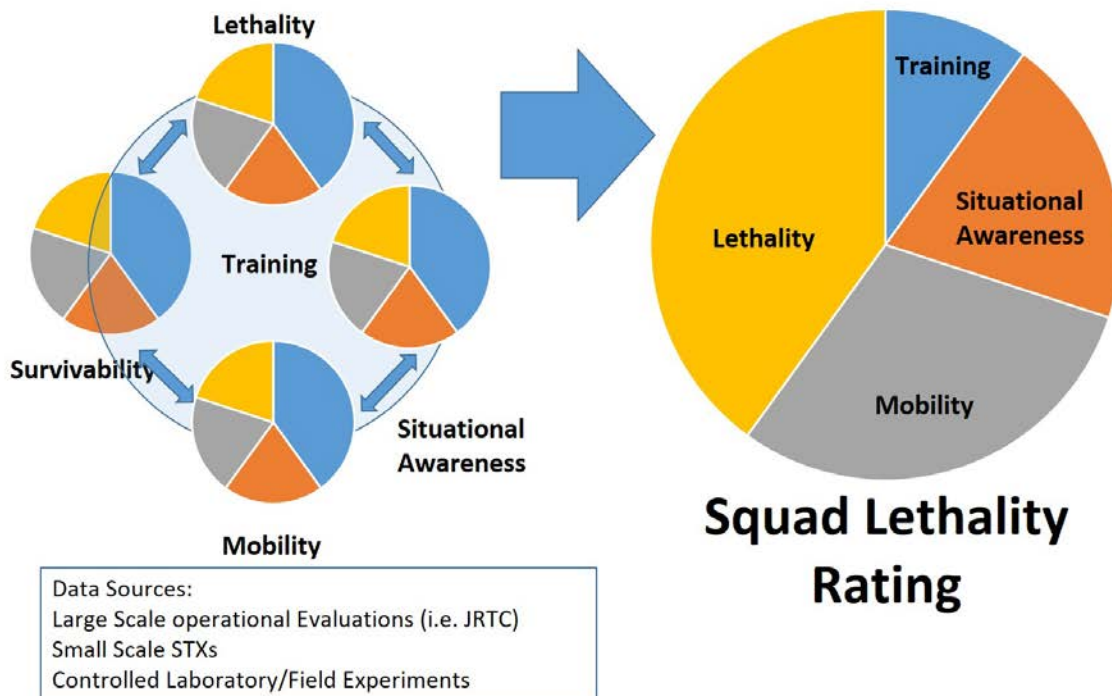 Lethality
Training
Survivability
Situational
Awareness
Mobility
Data Sources:
Large Scale operational Evaluations (i.e. JRTC)
Small Scale STXs
Controlled Laboratory/Field Experiments
Training
Situational
Awareness
Lethality
Mobility
Squad Lethality
Rating